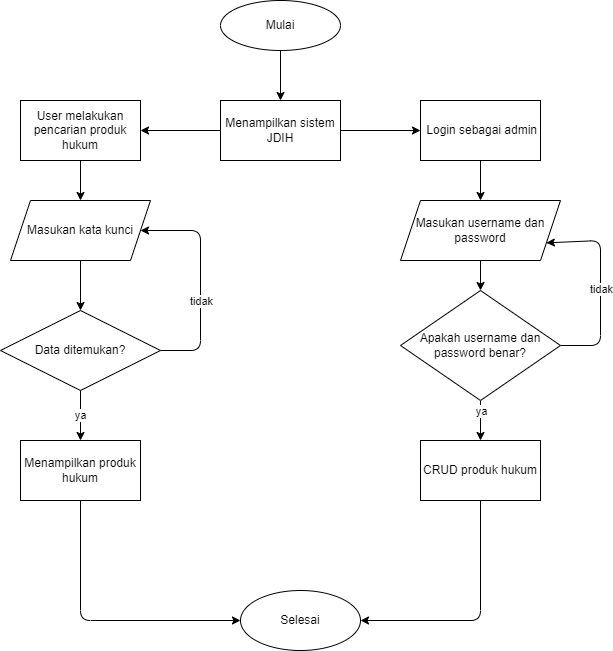 Mulai
User melakukan
pencarian produk
hukum
Menampilkan sistem
JDIH
Login sebagai admin
Masukan kata kunci
Masukan username dan
password
tidak
tidak
Data ditemukan?
Apakah username dan
password benar?
ya
ya
Menampilkan produk
hukum
CRUD produk hukum
Selesai